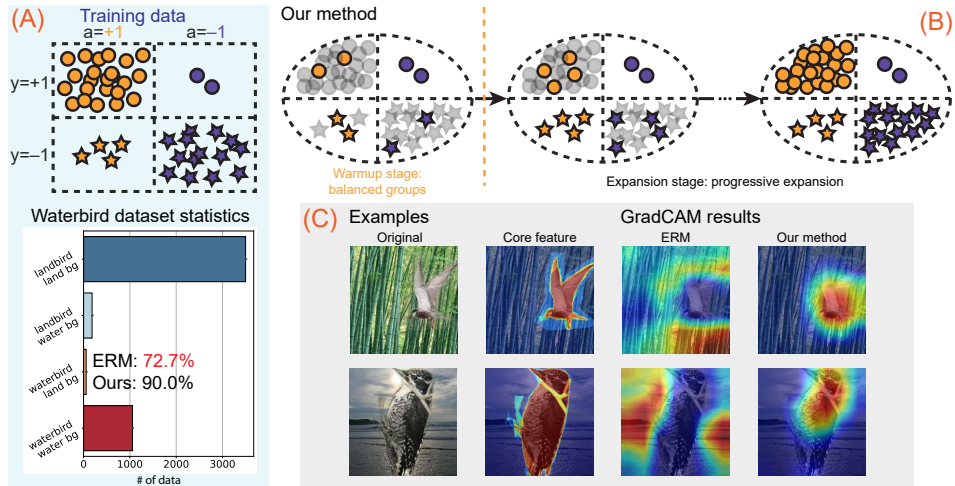 (A)
Training data
a=+1
a=–1
y=+1
y=–1
Waterbird dataset statistics
landbird
land bg
landbird
water bg
waterbird
land bg
waterbird
water bg
ERM: 72.7%
Ours: 90.0%
0
1000
2000
3000
# of data
Our method
(B)
Warmup stage:
balanced groups
Expansion stage: progressive expansion
(C)
Examples
GradCAM results
Original
Core feature
ERM
Our method